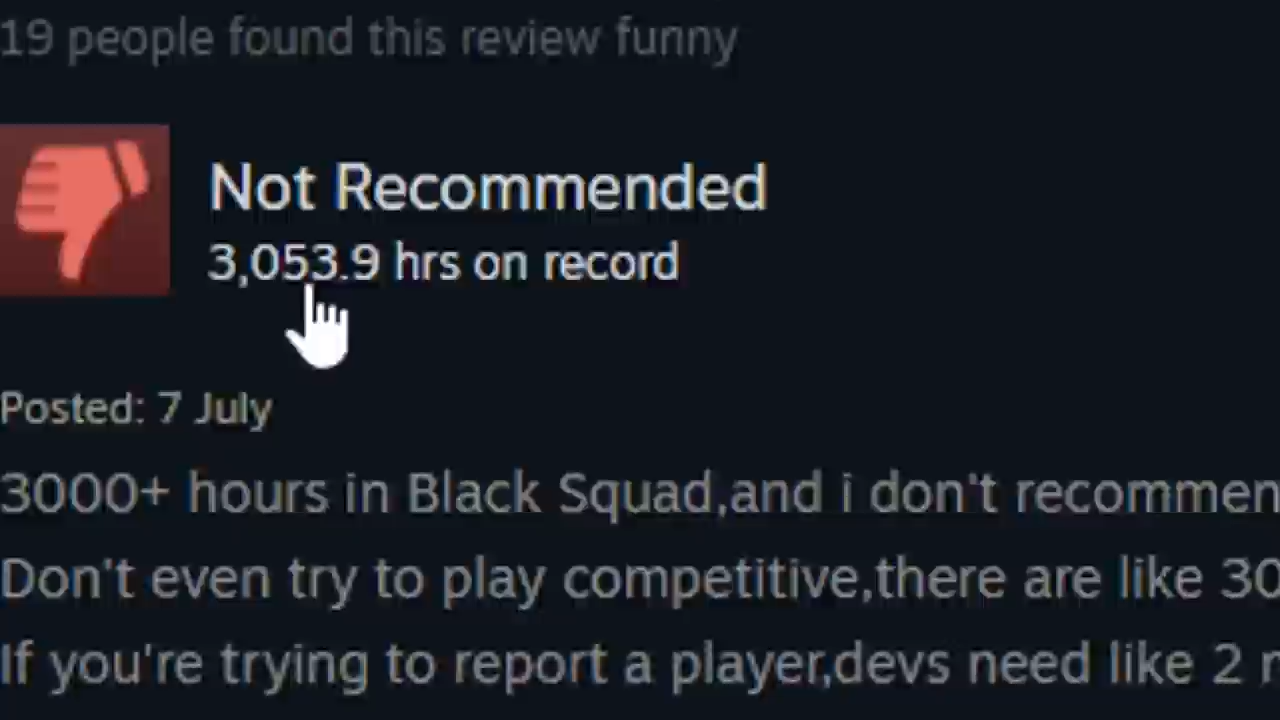 19 people found this review funny
Not Recommended
3,053.9 hrs on record
Posted: 7 July
3000+ hours in Black Squad,and i don't recommen
Don't even try to play competitive,there are like 30
If you're trying to report a player,devs need like 2